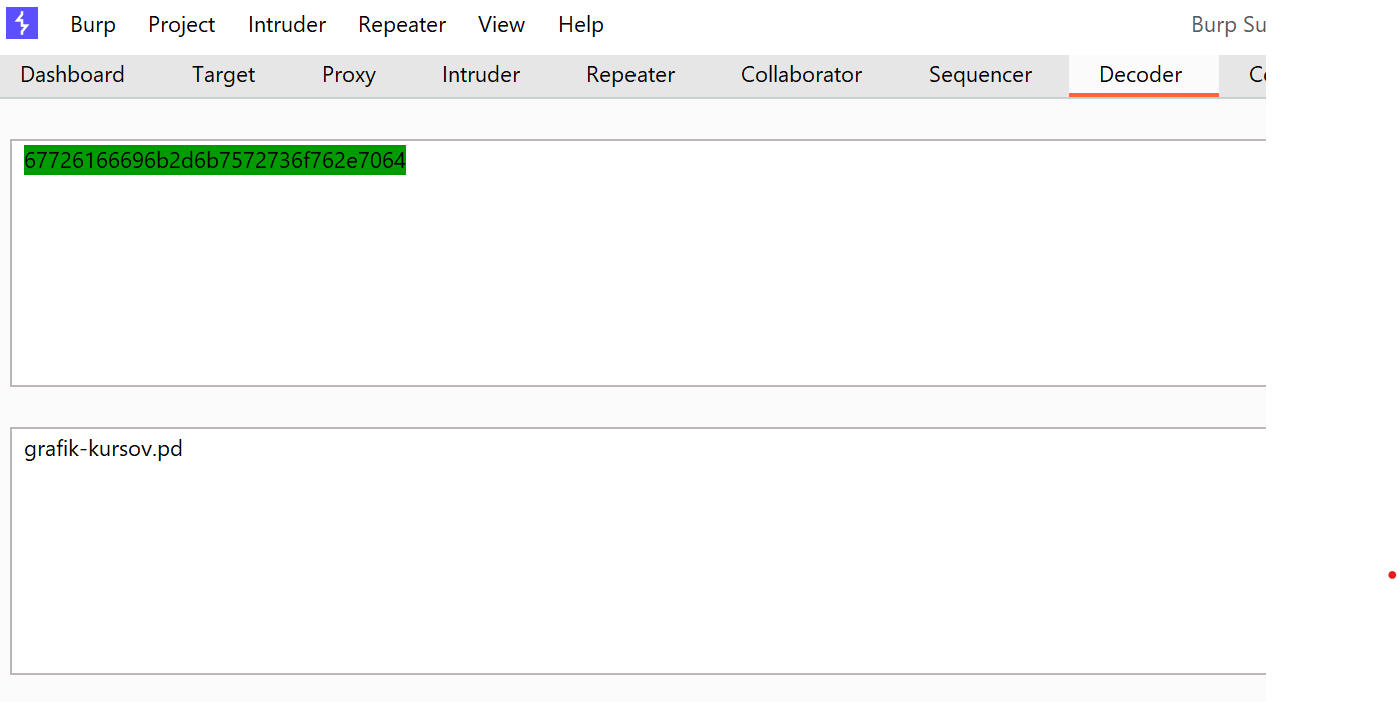 Burp Project Intruder Repeater View Help Burp Su
Dashboard Target Proxy Intruder Repeater Collaborator Sequencer Decoder
67726166696b2d6b7572736f762e7064
grafik-kursov.pd